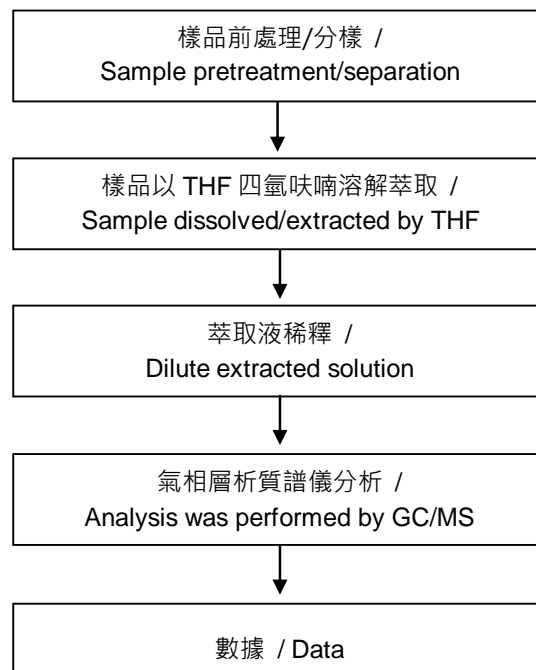 樣品前處理/分樣 /
Sample pretreatment/separation
樣品以 THF 四氫呋喃溶解萃取 /
Sample dissolved/extracted by THF
萃取液稀釋 /
Dilute extracted solution
氣相層析質譜儀分析 /
Analysis was performed by GC/MS
數據 / Data